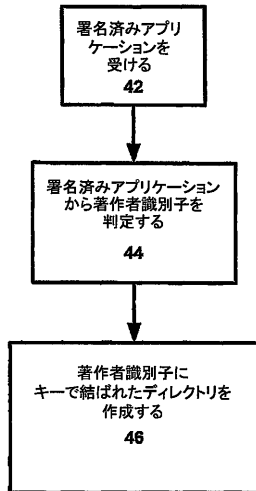 署名済みアプリ
ケーションを
受ける
42
署名済みアプリケーション
から著作者識別子を
判定する
44
著作者識別子に
キーで結ばれたディレクトリを
作成する
46